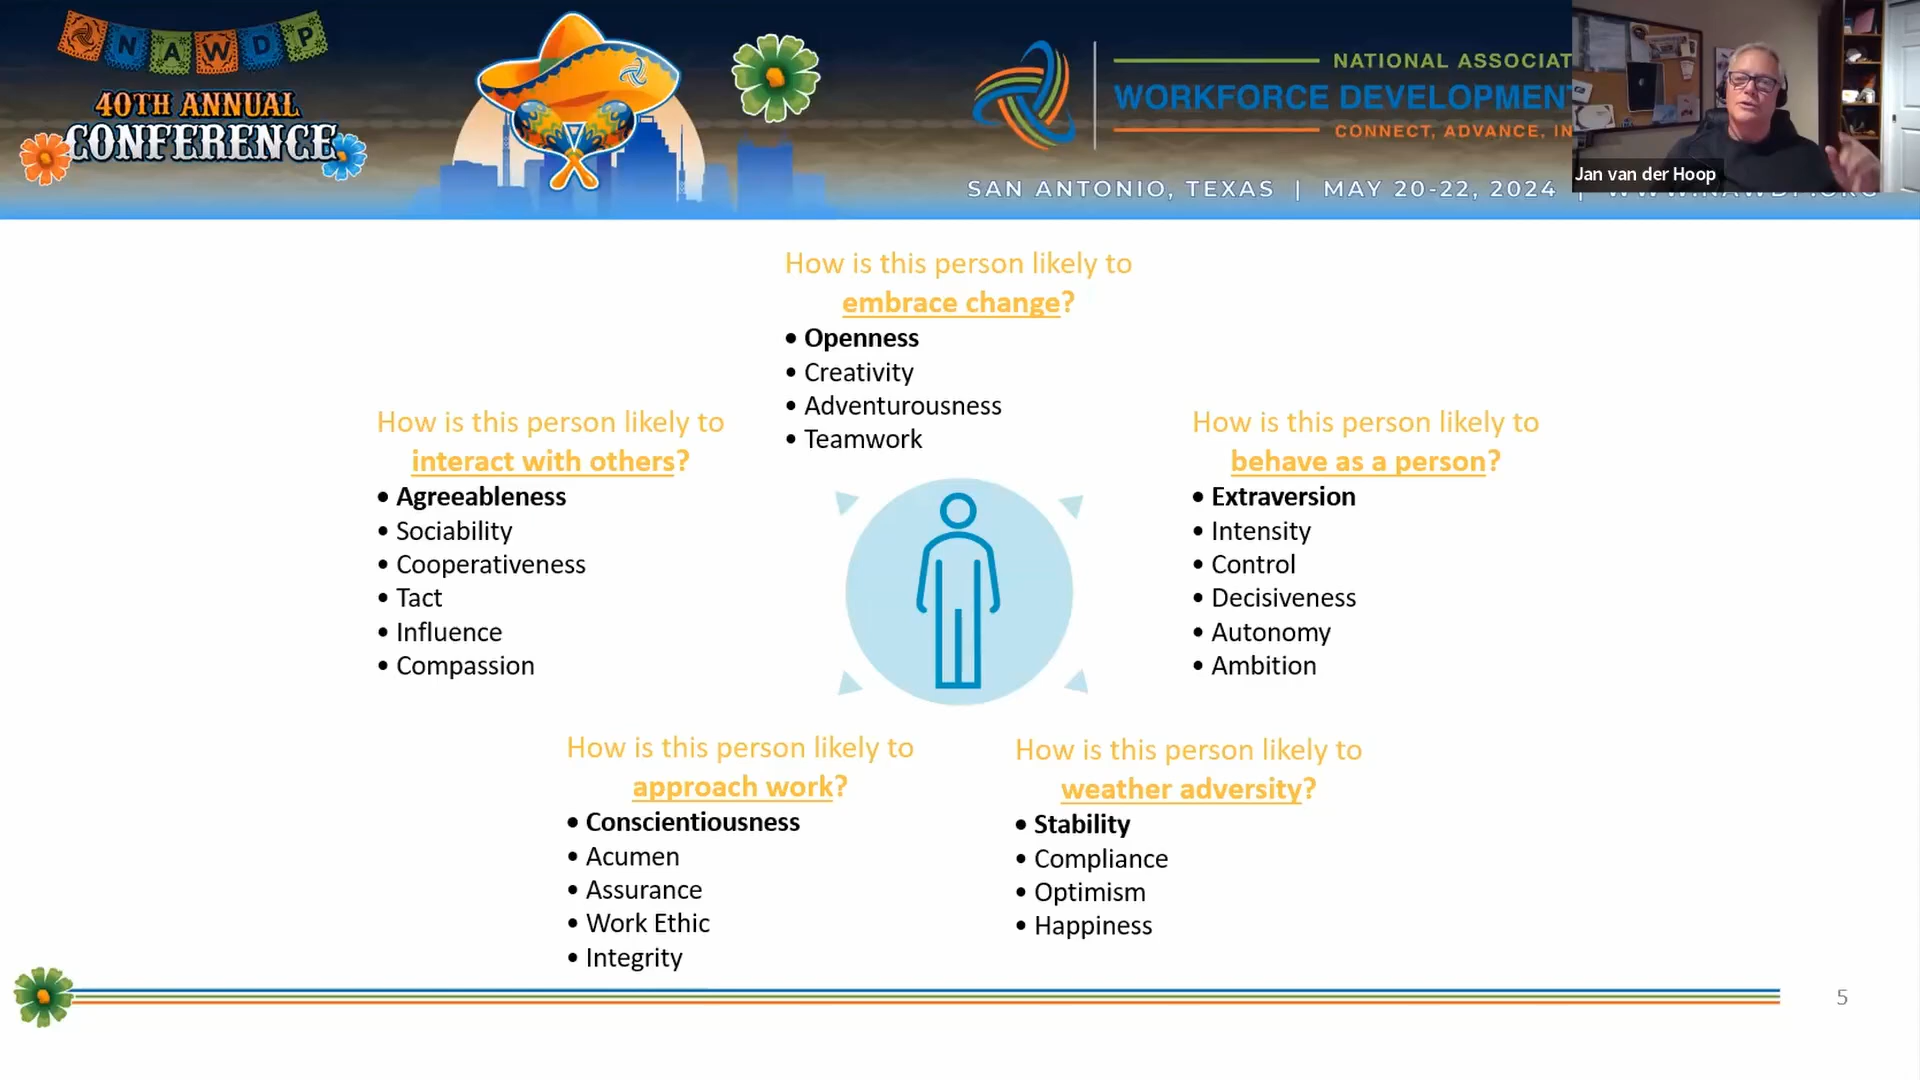 NAWDP
40TH ANNUAL
CONFERENCE
NATIONAL ASSOCIAT
WORKFORCE DEVELOPMENT
CONNECT, ADVANCE, IN
SAN ANTONIO, TEXAS | MAY 20-22, 2024 |
Jan van der Hoop
How is this person likely to
embrace change?
• Openness
• Creativity
• Adventurousness
• Teamwork
How is this person likely to
interact with others?
• Agreeableness
• Sociability
• Cooperativeness
• Tact
• Influence
• Compassion
How is this person likely to
behave as a person?
• Extraversion
• Intensity
• Control
• Decisiveness
• Autonomy
• Ambition
How is this person likely to
approach work?
• Conscientiousness
• Acumen
• Assurance
• Work Ethic
• Integrity
How is this person likely to
weather adversity?
• Stability
• Compliance
• Optimism
• Happiness
5